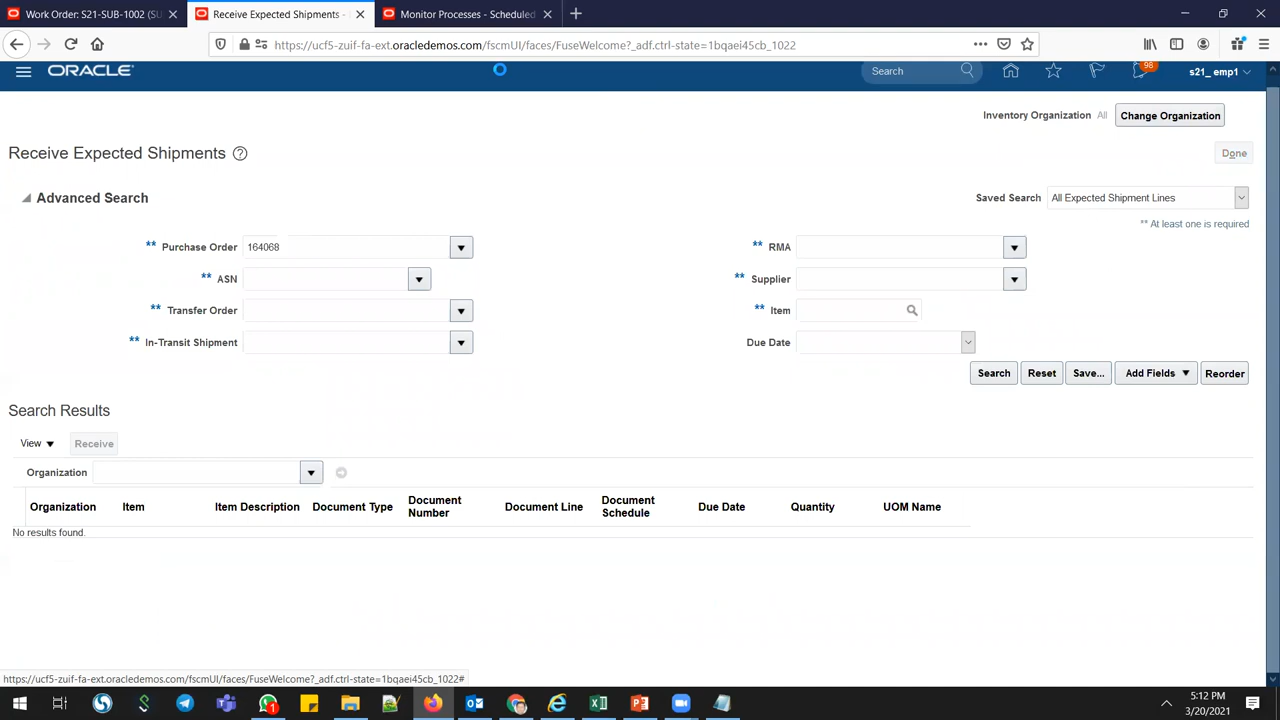 Work Order: S21-SUB-1002 (SU
Receive Expected Shipments -
Monitor Processes - Scheduled
https://ucf5-zuif-fa-ext.oracledemos.com/fscmUI/faces/FuseWelcome?_adf.ctrl-state=1bqaei45cb_1022
ORACLE
Search
98
s21_ emp1
Inventory Organization All Change Organization
Receive Expected Shipments ?
Done
Advanced Search
Saved Search All Expected Shipment Lines
** At least one is required
** Purchase Order 164068
** RMA
** ASN
** Supplier
** Transfer Order
** Item
** In-Transit Shipment
Due Date
Search Reset Save... Add Fields Reorder
Search Results
View Receive
Organization
Organization Item Item Description Document Type Document Number Document Line Document Schedule Due Date Quantity UOM Name
No results found.
https://ucf5-zuif-fa-ext.oracledemos.com/fscmUI/faces/FuseWelcome?_adf.ctrl-state=1bqaei45cb_1022#
1
5:12 PM
3/20/2021